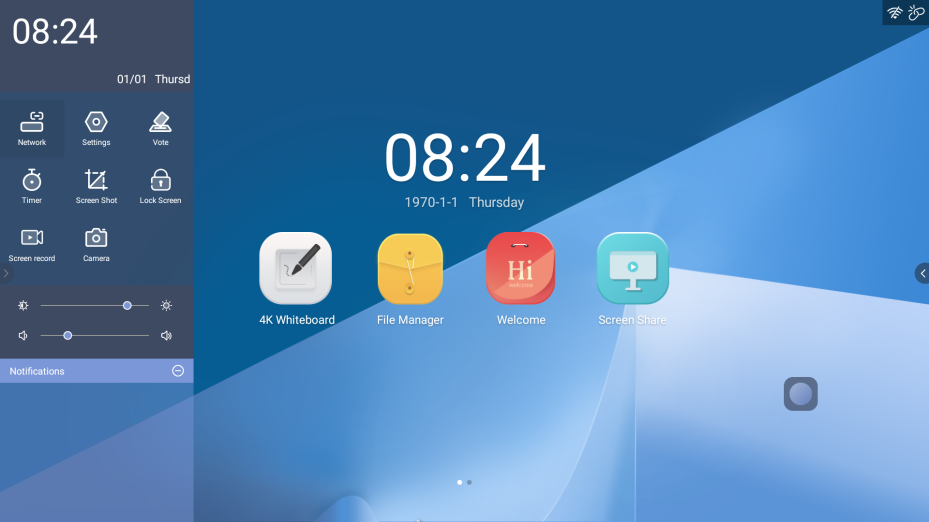 08:24
01/01 Thursd
Network
Settings
Vote
Timer
Screen Shot
Lock Screen
Screen record
Camera
Notifications
08:24
1970-1-1 Thursday
4K Whiteboard
File Manager
Hi
welcome
Welcome
Screen Share